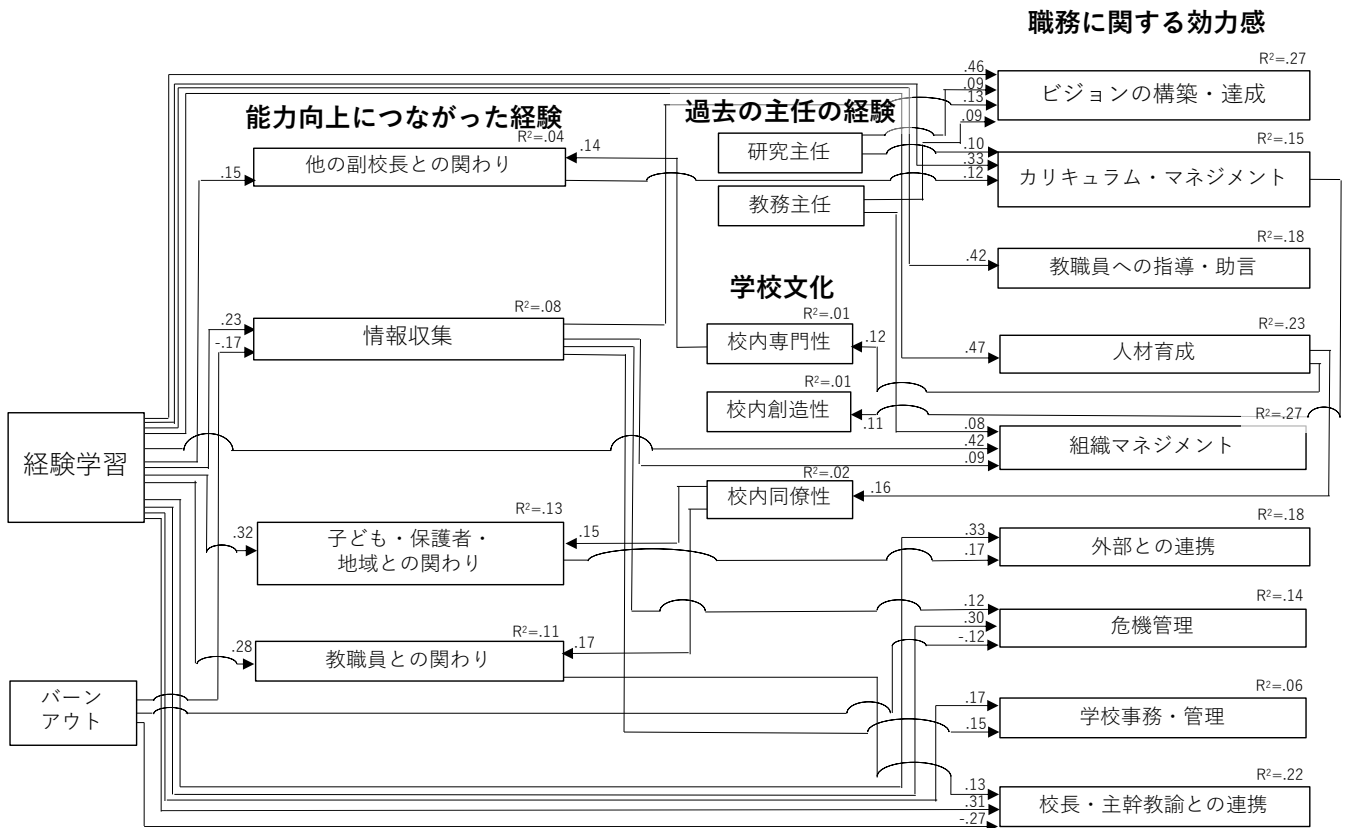 職務に関する効力感
R²=.27
.46
.09
.13
.09
ビジョンの構築・達成
能力向上につながった経験
過去の主任の経験
R²=.04
.14
.15
他の副校長との関わり
研究主任
教務主任
R²=.15
.10
.33
.12
カリキュラム・マネジメント
R²=.18
.42
教職員への指導・助言
学校文化
R²=.08
.23
-.17
情報収集
R²=.01
校内専門性
.12
R²=.23
.47
人材育成
R²=.01
校内創造性
.11
R²=.27
.08
.42
.09
組織マネジメント
経験学習
R²=.02
校内同僚性
.16
R²=.13
.32
子ども・保護者・
地域との関わり
.15
R²=.18
.33
.17
外部との連携
R²=.14
.12
.30
-.12
危機管理
R²=.11
.28
教職員との関わり
.17
バーン
アウト
R²=.06
.17
.15
学校事務・管理
R²=.22
.13
.31
-.27
校長・主幹教諭との連携